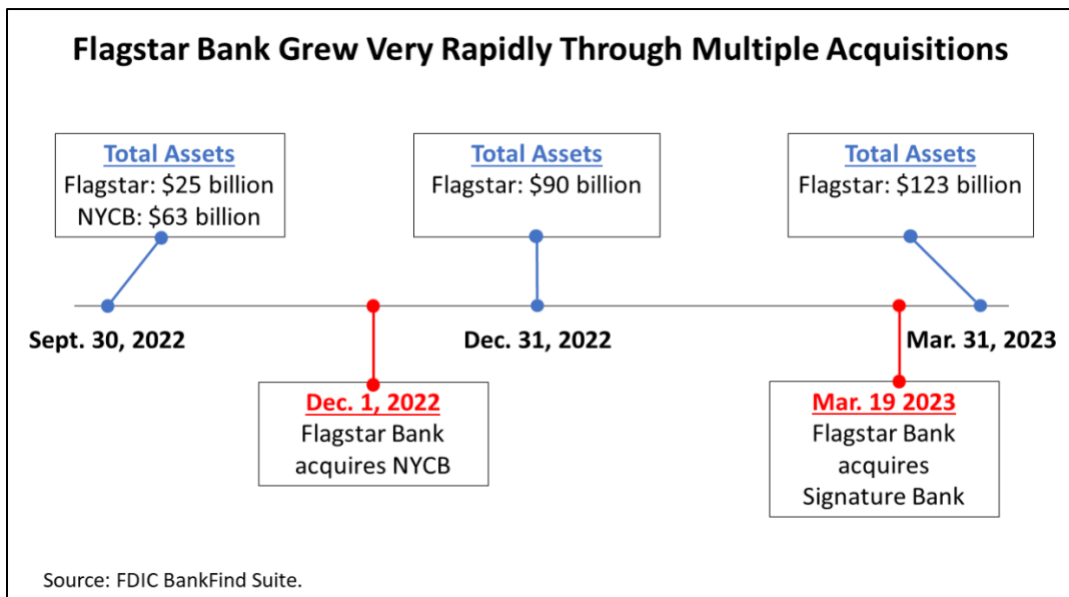 Flagstar Bank Grew Very Rapidly Through Multiple Acquisitions
Total Assets
Flagstar: $25 billion
NYCB: $63 billion
Total Assets
Flagstar: $90 billion
Total Assets
Flagstar: $123 billion
Sept. 30, 2022
Dec. 31, 2022
Mar. 31, 2023
Dec. 1, 2022
Flagstar Bank
acquires NYCB
Mar. 19 2023
Flagstar Bank
acquires
Signature Bank
Source: FDIC BankFind Suite.